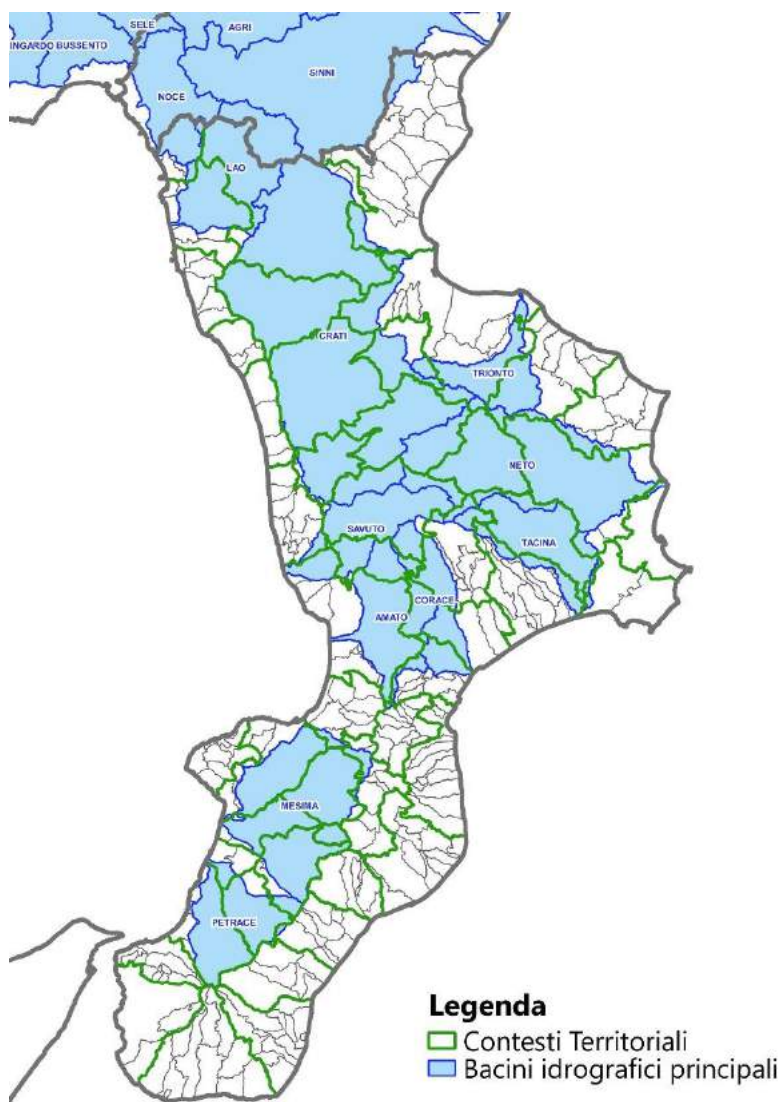 SELE
AGRI
INGARDO BUSSENTO
SINNI
NOCE
LAO
CRATI
TRIONTO
NETO
SAVUTO
TACINA
CORACE
AMATO
MESIMA
PETRACE
Legenda
Contesti Territoriali
Bacini idrografici principali